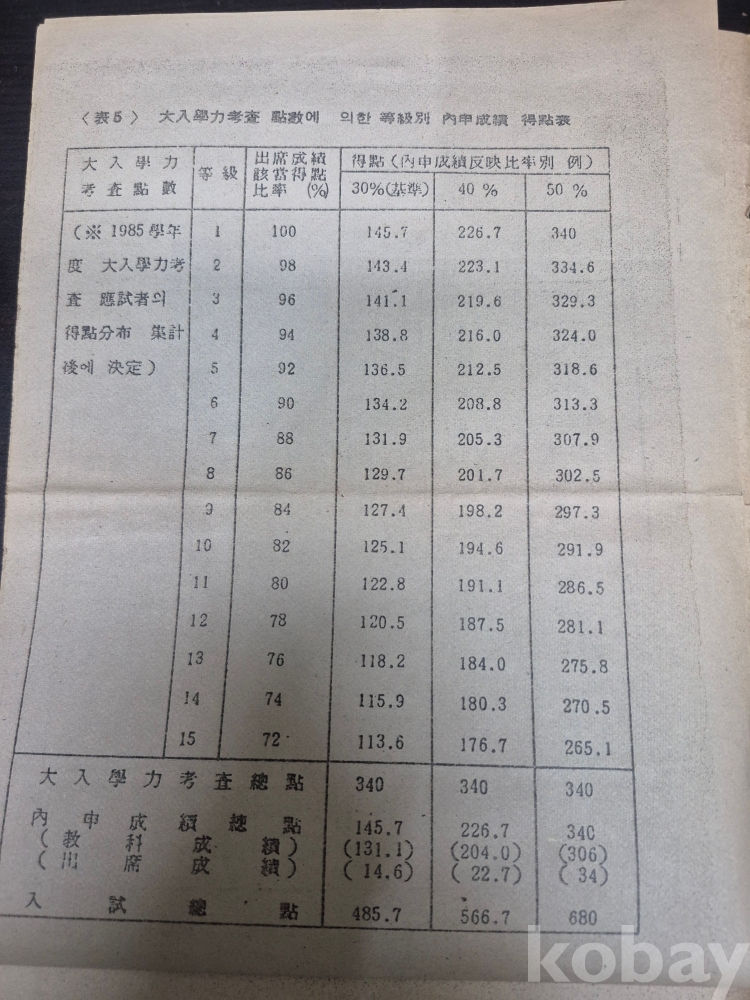 〈表5〉 大入學力考査 點數에 의한 等級別 內申成績 得點表
大入學力 考査點數 等級 出席成績 該當得點 比率 (%) 得點(內申成績反映比率別 例)
30%(基準) 40 % 50 %
(※ 1985學年 1 100 145.7 226.7 340
度 大入學力考 2 98 143.4 223.1 334.6
査 應試者의 3 96 141.1 219.6 329.3
得點分布 集計 4 94 138.8 216.0 324.0
後에 決定) 5 92 136.5 212.5 318.6
6 90 134.2 208.8 313.3
7 88 131.9 205.3 307.9
8 86 129.7 201.7 302.5
9 84 127.4 198.2 297.3
10 82 125.1 194.6 291.9
11 80 122.8 191.1 286.5
12 78 120.5 187.5 281.1
13 76 118.2 184.0 275.8
14 74 115.9 180.3 270.5
15 72 113.6 176.7 265.1
大入學力考査總點 340 340 340
內申成績總點 145.7 226.7 340
(教科成績) (131.1) (204.0) (306)
(出席成績) (14.6) (22.7) (34)
入試總點 485.7 566.7 680
kobay